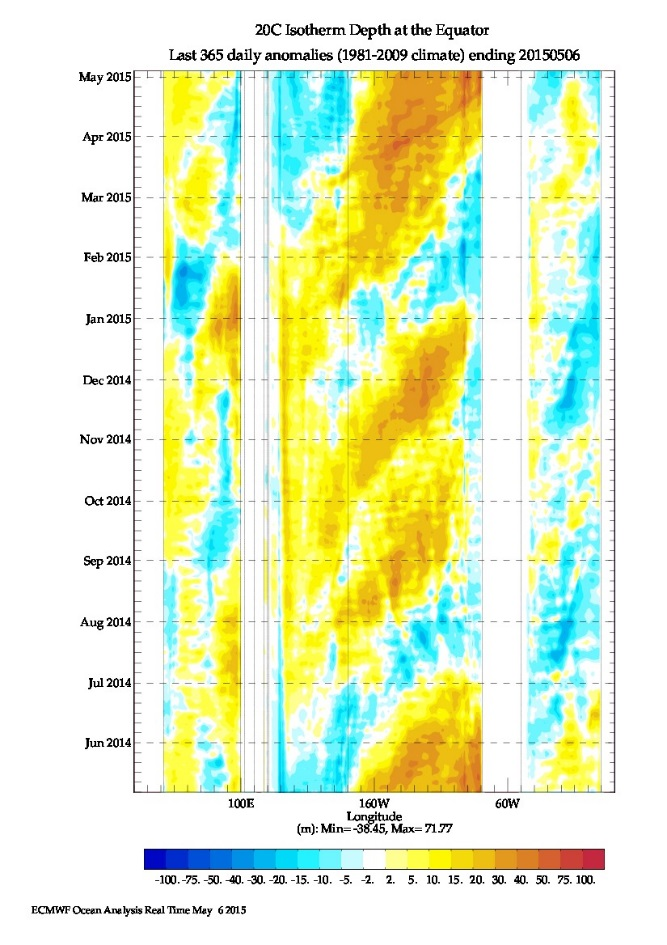 20C Isotherm Depth at the Equator
Last 365 daily anomalies (1981-2009 climate) ending 20150506
May 2015
Apr 2015
Mar 2015
Feb 2015
Jan 2015
Dec 2014
Nov 2014
Oct 2014
Sep 2014
Aug 2014
Jul 2014
Jun 2014
100E 160W 60W
Longitude
(m): Min= -38.45, Max= 71.77
-100. -75. -50. -40. -30. -20. -15. -10. -5. -2. 2. 5. 10. 15. 20. 30. 40. 50. 75. 100.
ECMWF Ocean Analysis Real Time May 6 2015